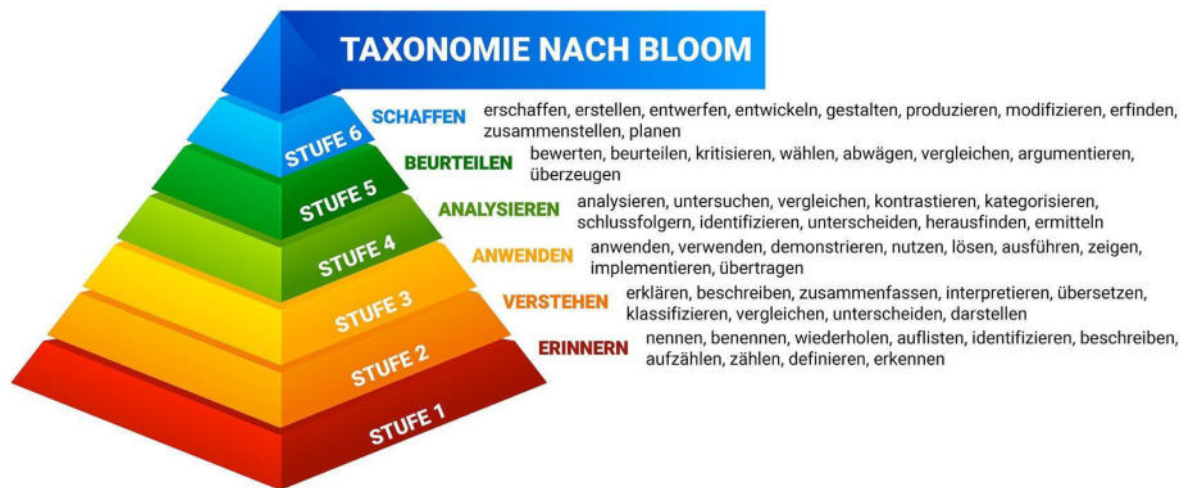 TAXONOMIE NACH BLOOM
STUFE 6
SCHAFFEN
erschaffen, erstellen, entwerfen, entwickeln, gestalten, produzieren, modifizieren, erfinden,
zusammenstellen, planen
STUFE 5
BEURTEILEN
bewerten, beurteilen, kritisieren, wählen, abwägen, vergleichen, argumentieren,
überzeugen
STUFE 4
ANALYSIEREN
analysieren, untersuchen, vergleichen, kontrastieren, kategorisieren,
schlussfolgern, identifizieren, unterscheiden, herausfinden, ermitteln
STUFE 3
ANWENDEN
anwenden, verwenden, demonstrieren, nutzen, lösen, ausführen, zeigen,
implementieren, übertragen
STUFE 2
VERSTEHEN
erklären, beschreiben, zusammenfassen, interpretieren, übersetzen,
klassifizieren, vergleichen, unterscheiden, darstellen
STUFE 1
ERINNERN
nennen, benennen, wiederholen, auflisten, identifizieren, beschreiben,
aufzählen, zählen, definieren, erkennen